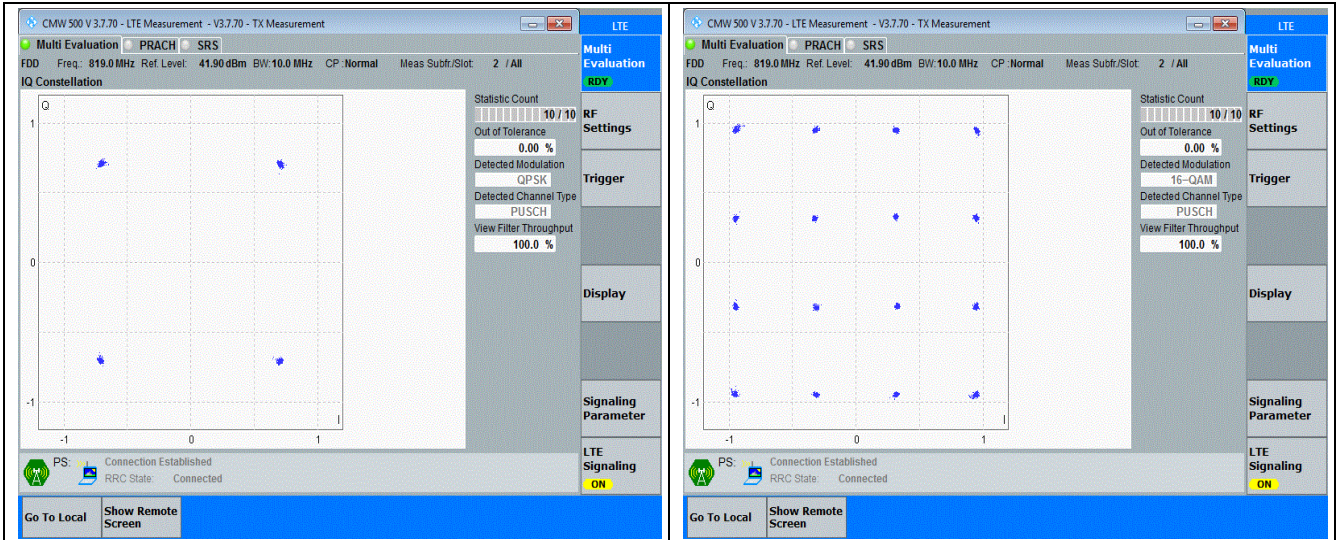 CMW 500 V 3.7.70 - LTE Measurement - V3.7.70 - TX Measurement
LTE
Multi Evaluation PRACH SRS
Multi
Evaluation
RDY
FDD Freq.: 819.0 MHz Ref. Level: 41.90 dBm BW: 10.0 MHz CP :Normal Meas Subfr./Slot: 2 / All
IQ Constellation
Q
1
0
-1
-1 0 1
I
Statistic Count
10 / 10
Out of Tolerance
0.00 %
Detected Modulation
QPSK
Detected Channel Type
PUSCH
View Filter Throughput
100.0 %
RF
Settings
Trigger
Display
Signaling
Parameter
LTE
Signaling
ON
PS: Connection Established
RRC State: Connected
Go To Local
Show Remote
Screen
CMW 500 V 3.7.70 - LTE Measurement - V3.7.70 - TX Measurement
LTE
Multi Evaluation PRACH SRS
Multi
Evaluation
RDY
FDD Freq.: 819.0 MHz Ref. Level: 41.90 dBm BW: 10.0 MHz CP :Normal Meas Subfr./Slot: 2 / All
IQ Constellation
Q
1
0
-1
-1 0 1
I
Statistic Count
10 / 10
Out of Tolerance
0.00 %
Detected Modulation
16-QAM
Detected Channel Type
PUSCH
View Filter Throughput
100.0 %
RF
Settings
Trigger
Display
Signaling
Parameter
LTE
Signaling
ON
PS: Connection Established
RRC State: Connected
Go To Local
Show Remote
Screen